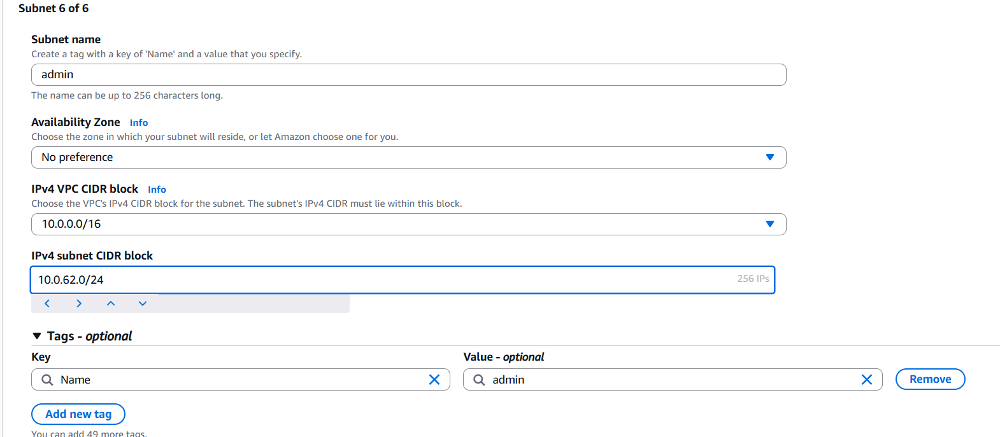 Subnet 6 of 6
Subnet name
Create a tag with a key of 'Name' and a value that you specify.
admin
The name can be up to 256 characters long.
Availability Zone Info
Choose the zone in which your subnet will reside, or let Amazon choose one for you.
No preference
IPv4 VPC CIDR block Info
Choose the VPC's IPv4 CIDR block for the subnet. The subnet's IPv4 CIDR must lie within this block.
10.0.0.0/16
IPv4 subnet CIDR block
10.0.62.0/24 256 IPs
Tags - optional
Key Value - optional
Name admin Remove
Add new tag
You can add 49 more tags.